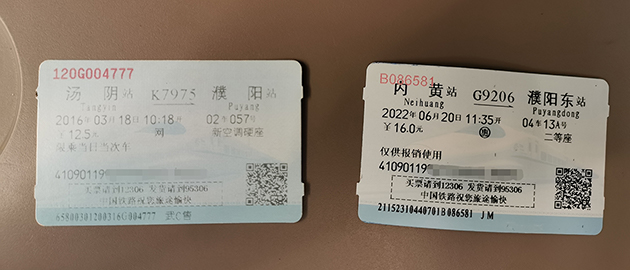 120G004777
汤阴站 K7975 濮阳站
Tangyin Puyang
2016年03月18日10:18开 02车057号
¥12.5元 网 新空调硬座
限乘当日当次车
41090119
买票请到12306 发货请到95306
中国铁路祝您旅途愉快
65800301200316G004777 武C售
B086581
内黄站 G9206 濮阳东站
Neihuang Puyangdong
2022年06月20日11:35开 04车13A号
¥16.0元 售 二等座
仅供报销使用
41090119
买票请到12306 发货请到95306
中国铁路祝您旅途愉快
21152310440701B086581 JM